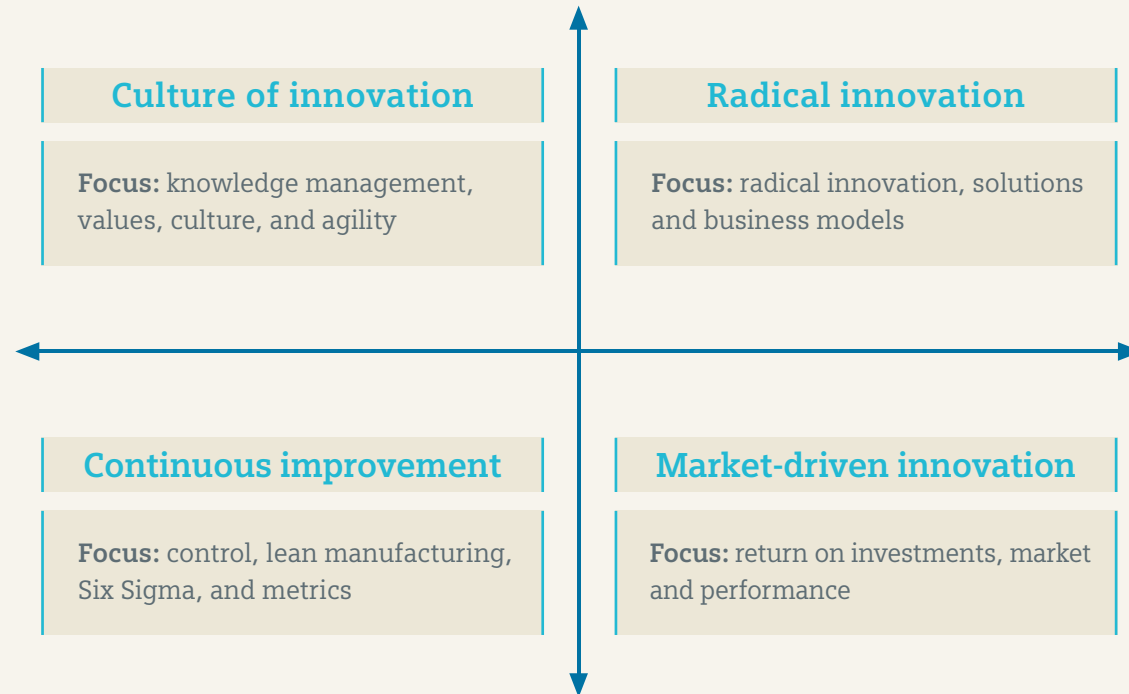 Culture of innovation
Focus: knowledge management,
values, culture, and agility
Radical innovation
Focus: radical innovation, solutions
and business models
Continuous improvement
Focus: control, lean manufacturing,
Six Sigma, and metrics
Market-driven innovation
Focus: return on investments, market
and performance